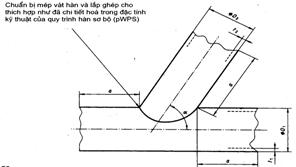 Chuẩn bị mép vát hàn và lắp ghép cho
thích hợp như đã chi tiết hoá trong đặc tính
kỹ thuật của quy trình hàn sơ bộ (pWPS)
a
a
a
α